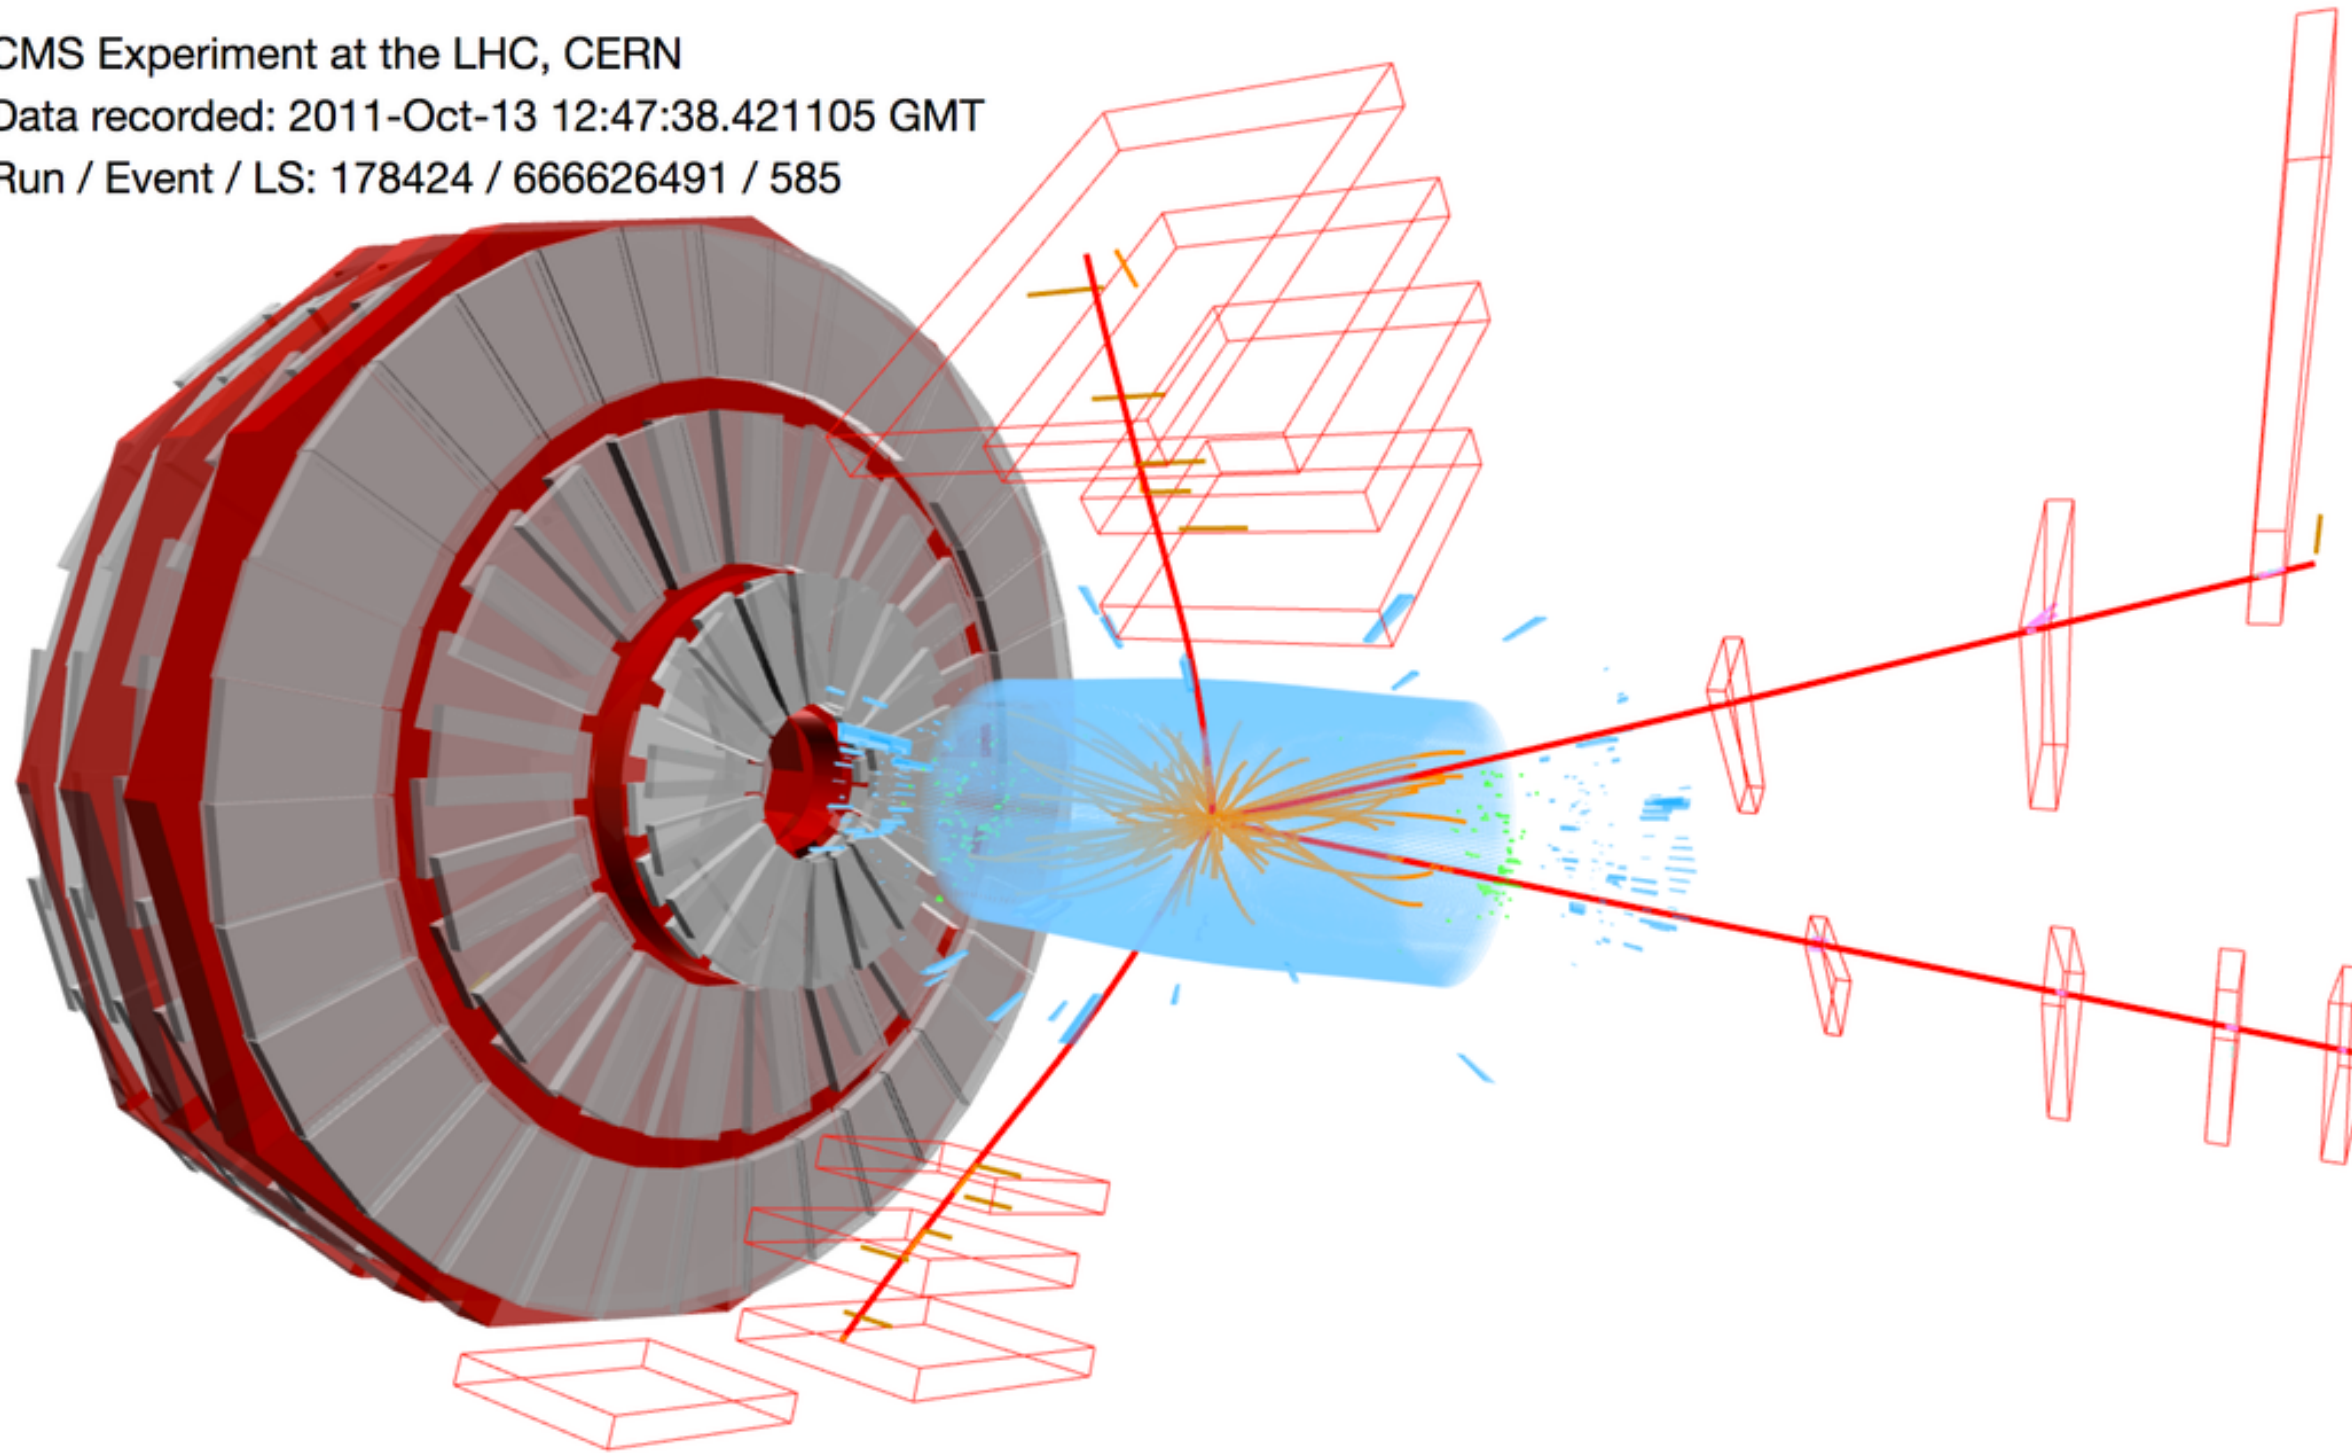 CMS Experiment at the LHC, CERN
Data recorded: 2011-Oct-13 12:47:38.421105 GMT
Run / Event / LS: 178424 / 666626491 / 585